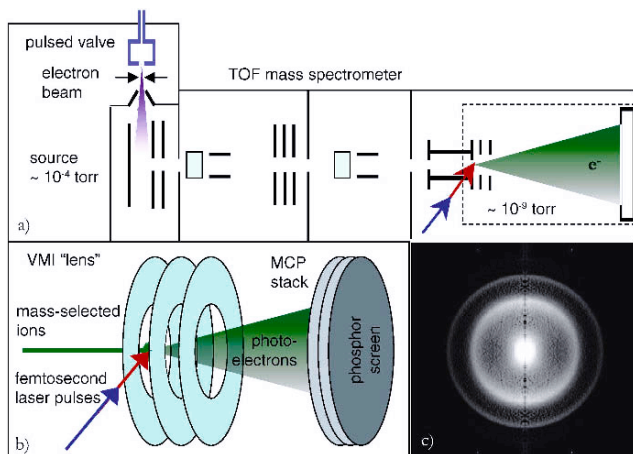 pulsed valve
electron
beam
TOF mass spectrometer
source
~ 10-4 torr
e-
~ 10-9 torr
a)
VMI "lens"
MCP
stack
mass-selected
ions
photo-
electrons
phosphor
screen
femtosecond
laser pulses
b)
c)